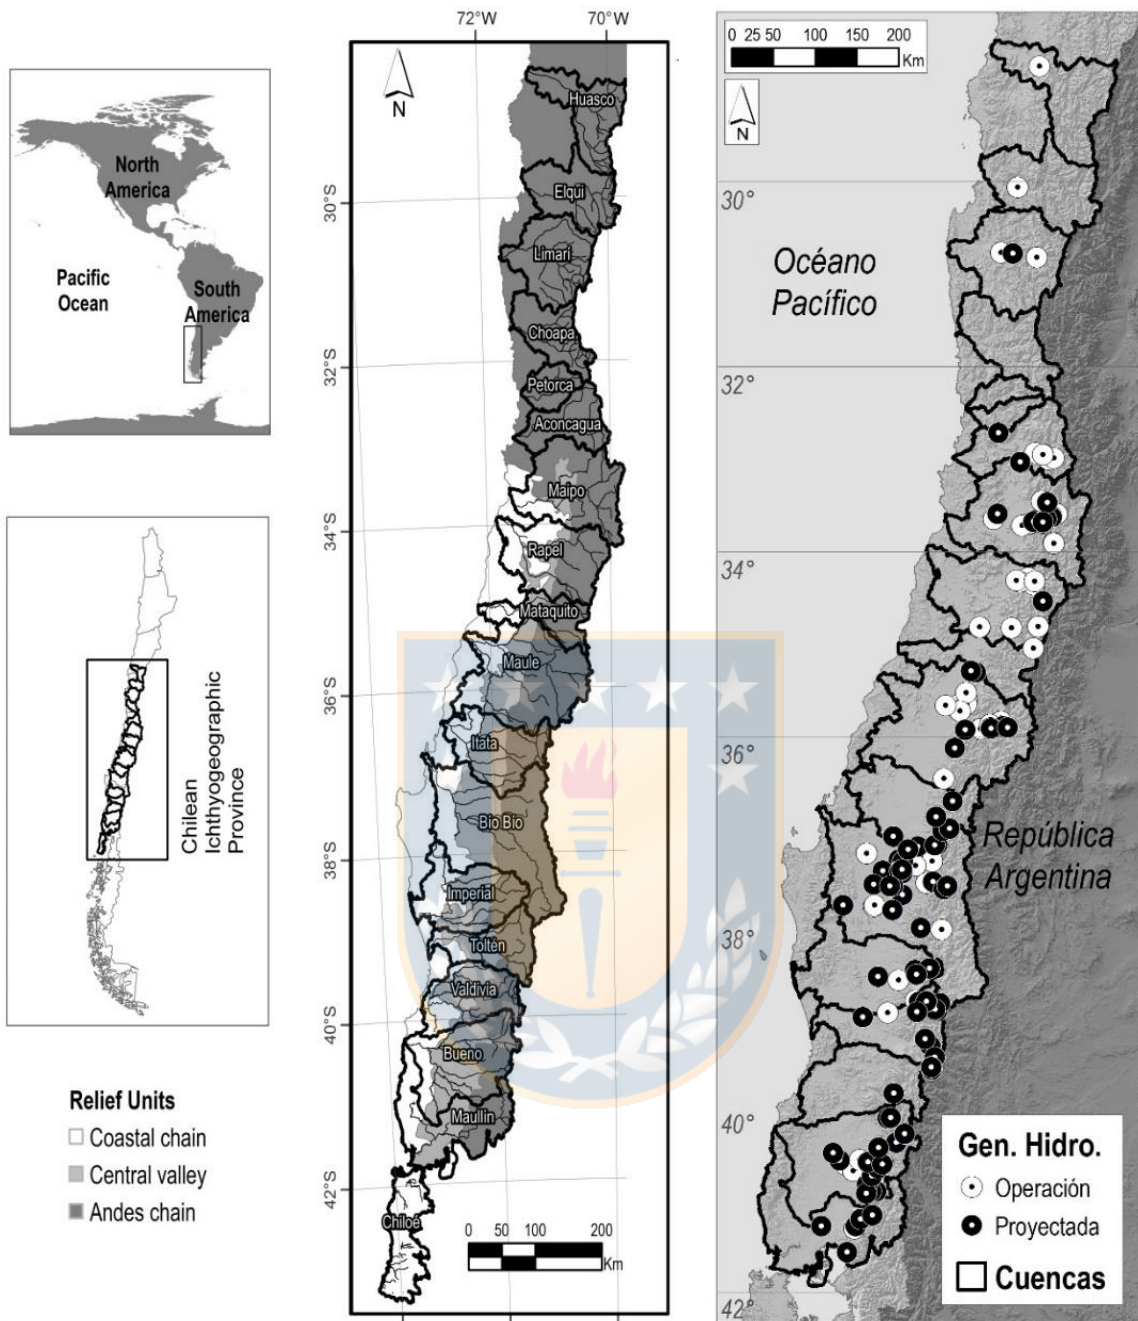 North
America
Pacific
Ocean
South
America
Chilean
Ichthyogeographic
Province
Relief Units
Coastal chain
Central valley
Andes chain
72°W
70°W
N
30°S
32°S
34°S
36°S
38°S
40°S
42°S
Huasco
Elqüi
Limarí
Choapa
Petorca
Aconcagua
Maipo
Rapel
Mataquito
Maule
Itata
Bio Bio
Imperial
Toltén
Valdivia
Bueno
Maullín
Chiloé
0 50 100 200
Km
0 25 50 100 150 200
Km
N
30°
32°
34°
36°
38°
40°
42°
Océano
Pacífico
República
Argentina
Gen. Hidro.
Operación
Proyectada
Cuencas